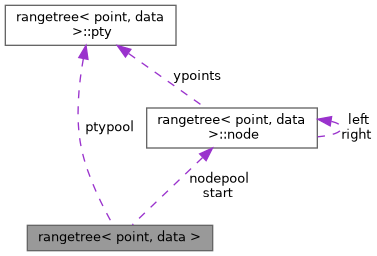 rangetree< point, data
>::pty
ypoints
rangetree< point, data
>::node
left
right
ptypool
nodepool
start
rangetree< point, data >